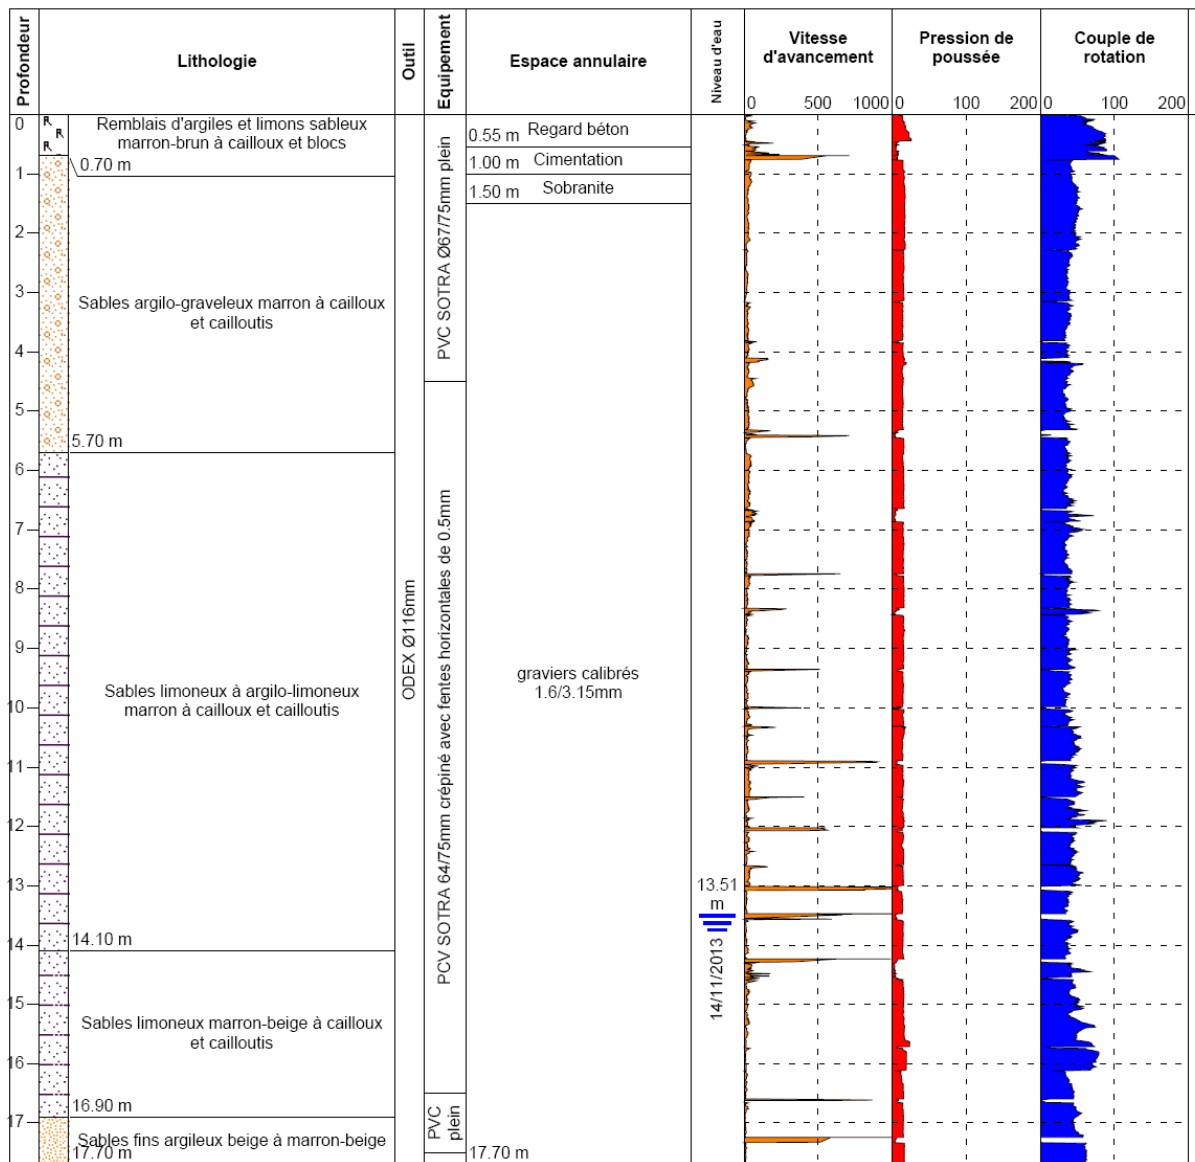 Profondeur
Lithologie
Outil
Equipement
Espace annulaire
Niveau d'eau
Vitesse
d'avancement
Pression de
poussée
Couple de
rotation
0 500 1000
0 100 200
0 100 200
0
1
2
3
4
5
6
7
8
9
10
11
12
13
14
15
16
17
R
R
R
Remblais d'argiles et limons sableux
marron-brun à cailloux et blocs
0.70 m
Sables argilo-graveleux marron à cailloux
et cailloutis
5.70 m
Sables limoneux à argilo-limoneux
marron à cailloux et cailloutis
14.10 m
Sables limoneux marron-beige à cailloux
et cailloutis
16.90 m
Sables fins argileux beige à marron-beige
17.70 m
ODEX Ø116mm
PVC SOTRA Ø67/75mm plein
PCV SOTRA 64/75mm crépiné avec fentes horizontales de 0.5mm
PVC
plein
0.55 m Regard béton
1.00 m Cimentation
1.50 m Sobranite
graviers calibrés
1.6/3.15mm
17.70 m
13.51
m
14/11/2013